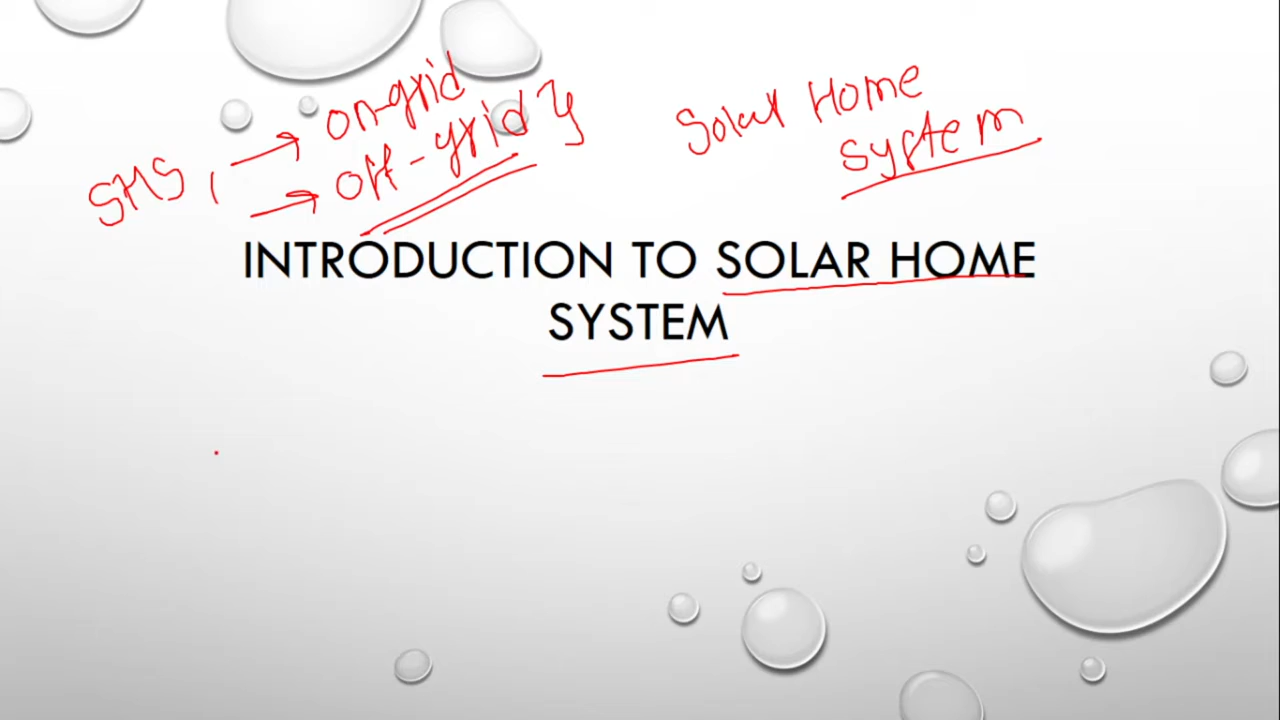 on-grid
SHS, → off-grid }
Solar Home
System
INTRODUCTION TO SOLAR HOME
SYSTEM